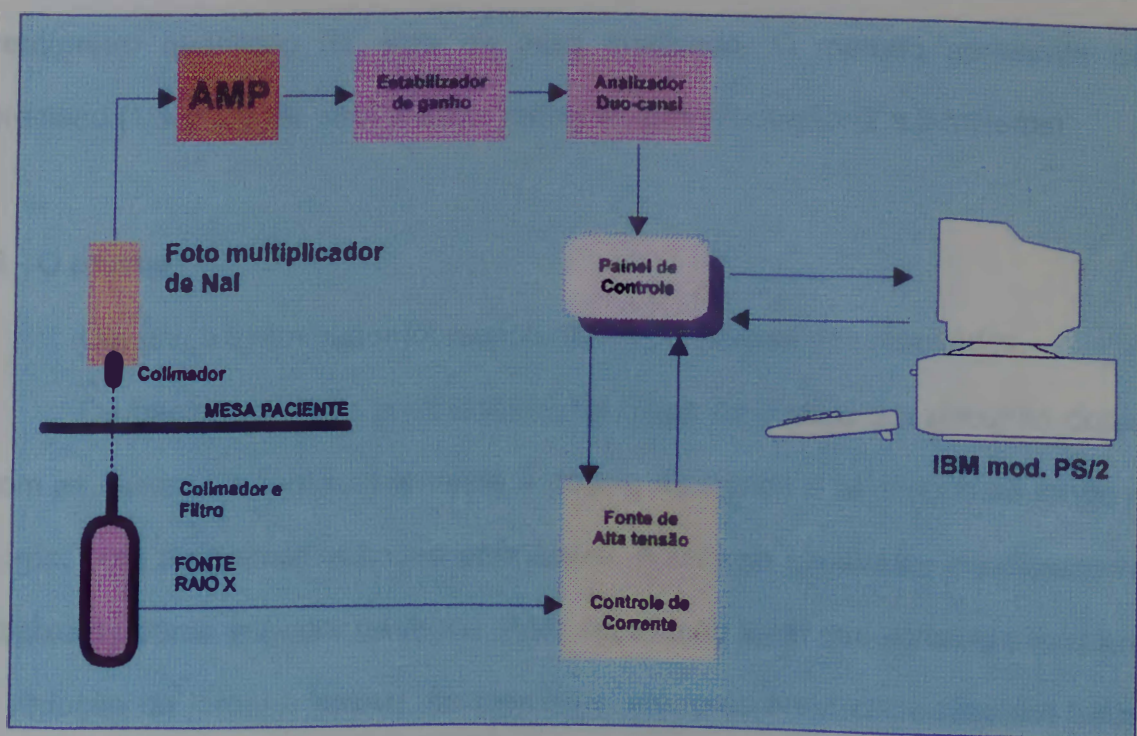 AMP
Estabilizador
de ganho
Analizador
Duo-canal
Foto multiplicador
de NaI
Painel de
Controle
Colimador
MESA PACIENTE
IBM mod. PS/2
Colimador e
Filtro
Fonte de
Alta tensão
FONTE
RAIO X
Controle de
Corrente